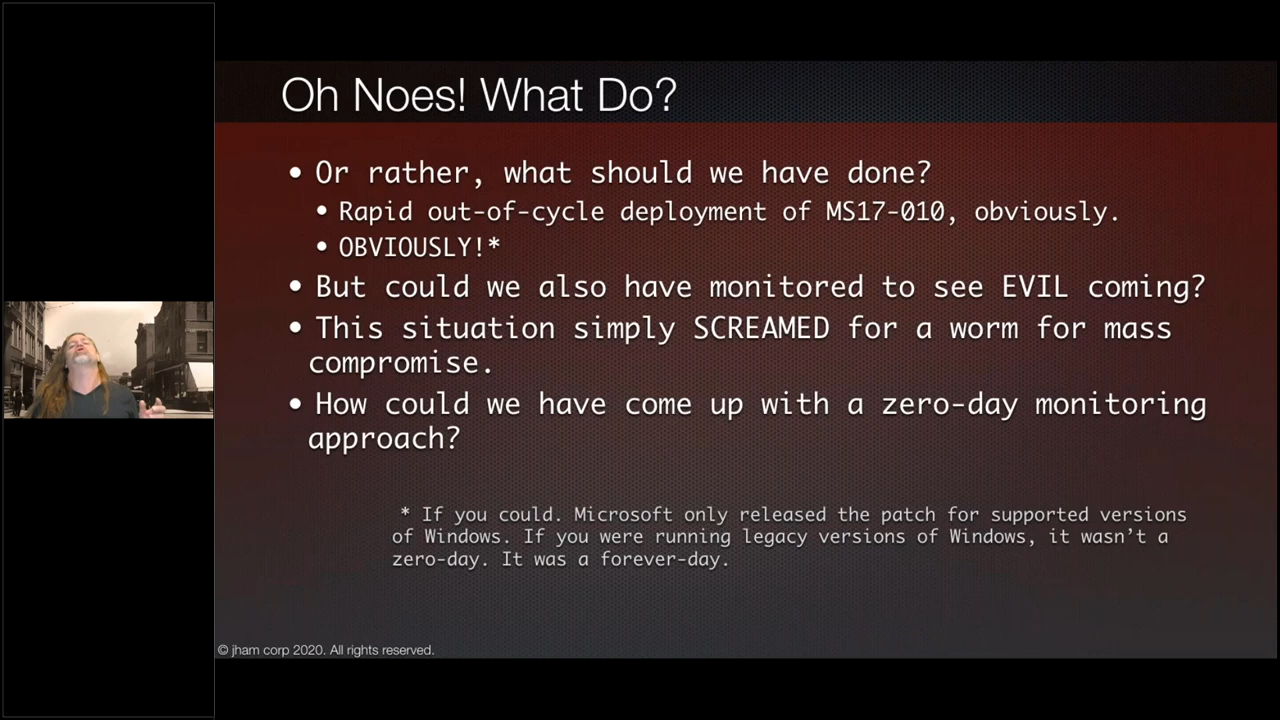 Oh Noes! What Do?
• Or rather, what should we have done?
• Rapid out-of-cycle deployment of MS17-010, obviously.
• OBVIOUSLY!*
• But could we also have monitored to see EVIL coming?
• This situation simply SCREAMED for a worm for mass
compromise.
• How could we have come up with a zero-day monitoring
approach?
* If you could. Microsoft only released the patch for supported versions
of Windows. If you were running legacy versions of Windows, it wasn't a
zero-day. It was a forever-day.
© jham corp 2020. All rights reserved.